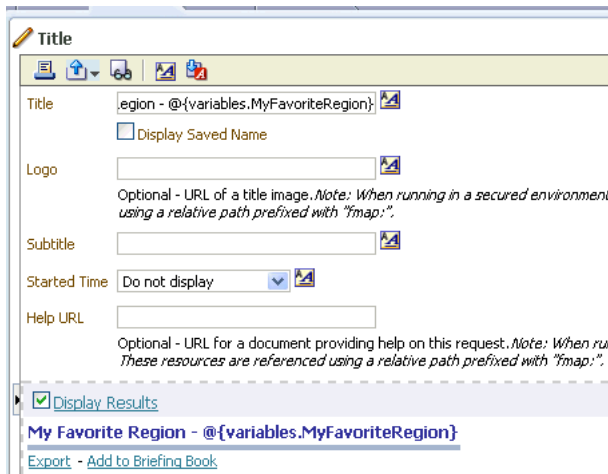 Title
Title
.egion - @{variables.MyFavoriteRegion}
Display Saved Name
Logo
Optional - URL of a title image. Note: When running in a secured environment
using a relative path prefixed with "fmap:".
Subtitle
Started Time Do not display
Help URL
Optional - URL for a document providing help on this request. Note: When ru
These resources are referenced using a relative path prefixed with "fmap:".
Display Results
My Favorite Region - @{variables.MyFavoriteRegion}
Export - Add to Briefing Book